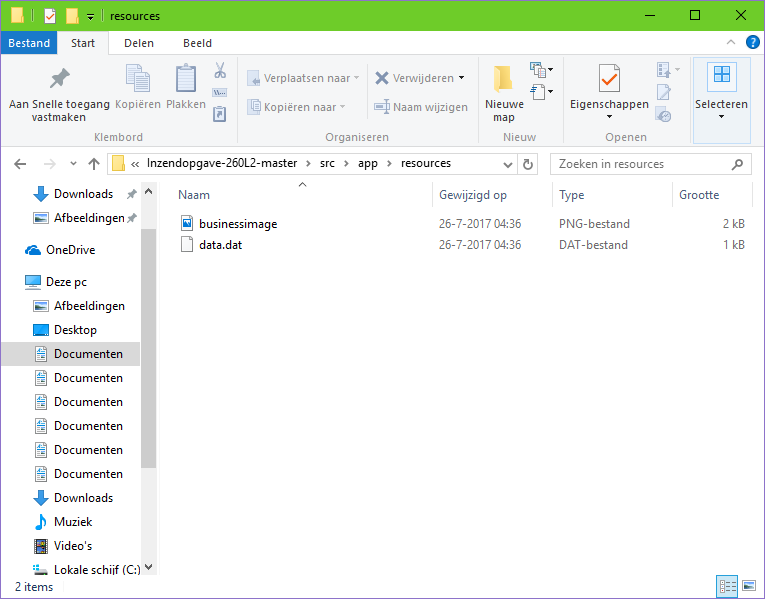 resources
Bestand Start Delen Beeld
Aan Snelle toegang vastmaken
Kopiëren
Plakken
Klembord
Verplaatsen naar
Kopiëren naar
Verwijderen
Naam wijzigen
Organiseren
Nieuwe map
Nieuw
Eigenschappen
Openen
Selecteren
« Inzendopgave-260L2-master > src > app > resources
Zoeken in resources
Downloads
Afbeeldingen
OneDrive
Deze pc
Afbeeldingen
Desktop
Documenten
Documenten
Documenten
Documenten
Documenten
Documenten
Downloads
Muziek
Video's
Lokale schijf (C:)
Naam Gewijzigd op Type Grootte
businessimage 26-7-2017 04:36 PNG-bestand 2 kB
data.dat 26-7-2017 04:36 DAT-bestand 1 kB
2 items